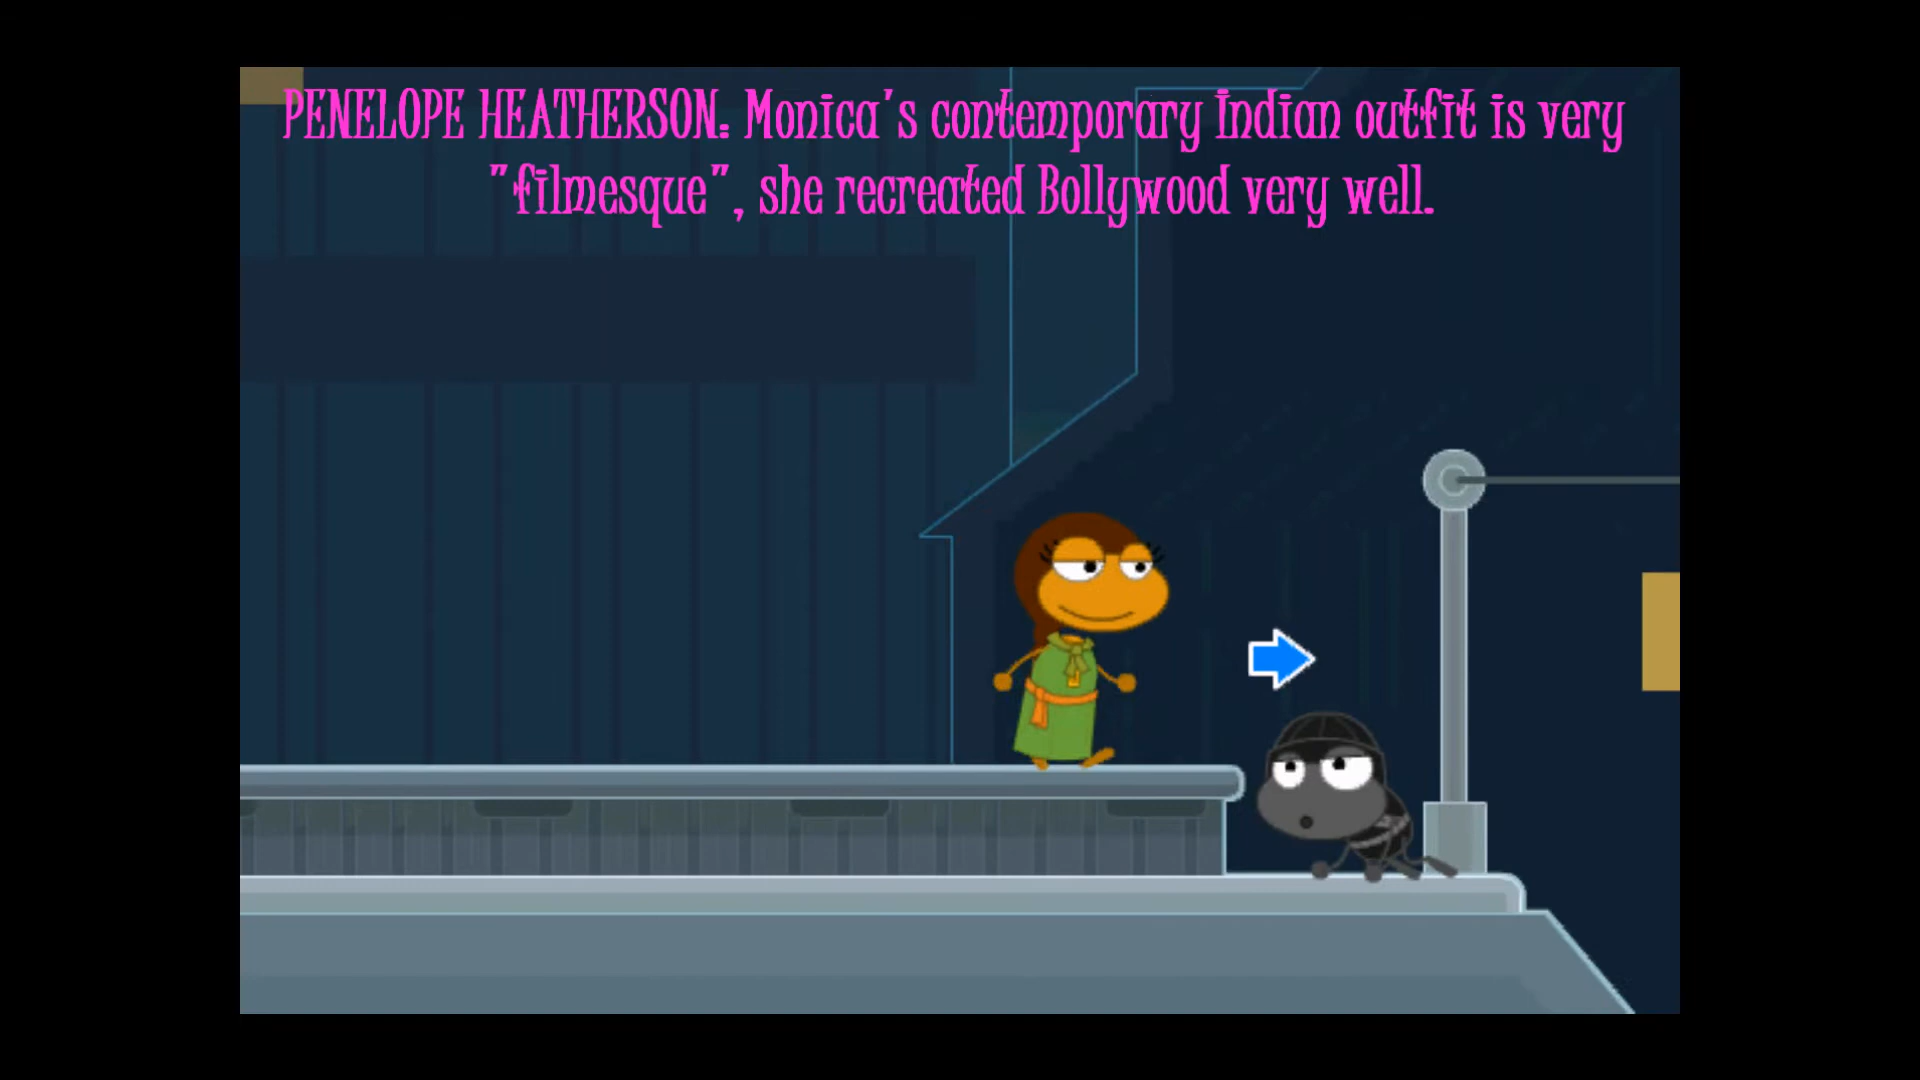 PENELOPE HEATHERSON: Monica's contemporary Indian outfit is very
"filmesque", she recreated Bollywood very well.